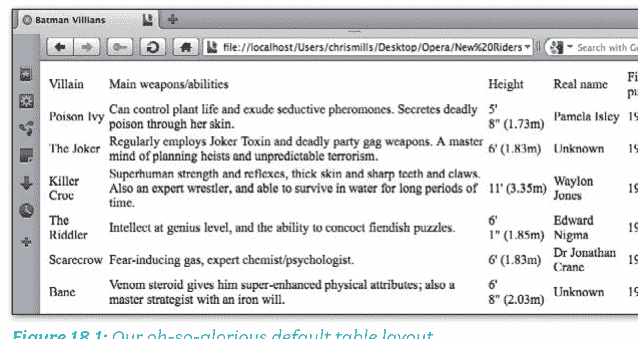 Batman Villians
file://localhost/Users/chrismills/Desktop/Opera/New%20Riders
Search with
Villain Main weapons/abilities Height Real name
Poison Ivy Can control plant life and exude seductive pheromones. Secretes deadly poison through her skin. 5' 8" (1.73m) Pamela Isley
The Joker Regularly employs Joker Toxin and deadly party gag weapons. A master mind of planning heists and unpredictable terrorism. 6' (1.83m) Unknown
Killer Croc Superhuman strength and reflexes, thick skin and sharp teeth and claws. Also an expert wrestler, and able to survive in water for long periods of time. 11' (3.35m) Waylon Jones
The Riddler Intellect at genius level, and the ability to concoct fiendish puzzles. 6' 1" (1.85m) Edward Nigma
Scarecrow Fear-inducing gas, expert chemist/psychologist. 6' (1.83m) Dr Jonathan Crane
Bane Venom steroid gives him super-enhanced physical attributes; also a master strategist with an iron will. 6' 8" (2.03m) Unknown
Figure 18.1: Our oh-so-glorious default table layout